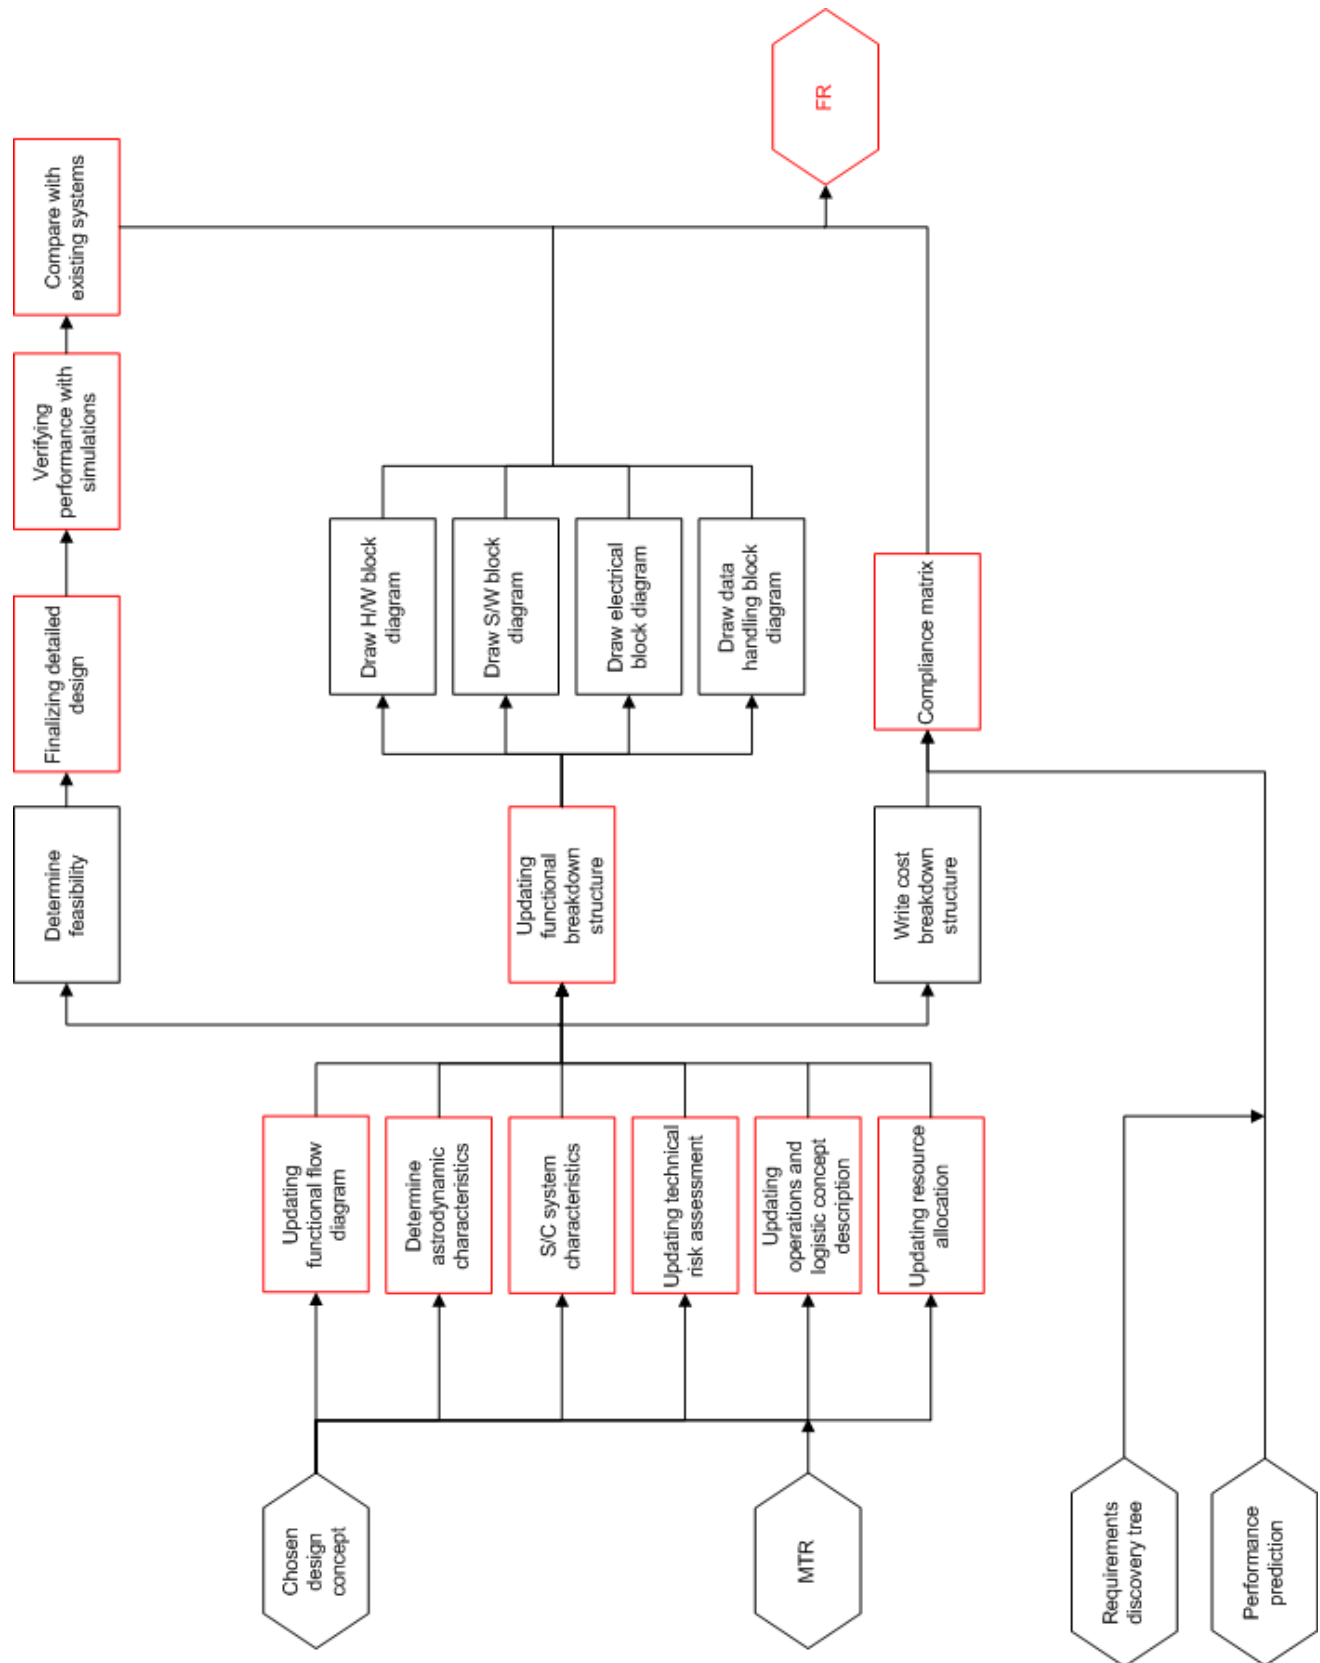 Chosen
design
concept
MTR
Requirements
discovery tree
Performance
prediction
Updating
functional flow
diagram
Determine
astrodynamic
characteristics
S/C system
characteristics
Updating technical
risk assessment
Updating
operations and
logistic concept
description
Updating resource
allocation
Determine
feasibility
Updating
functional
breakdown
structure
Write cost
breakdown
structure
Finalizing detailed
design
Draw H/W block
diagram
Draw S/W block
diagram
Draw electrical
block diagram
Draw data
handling block
diagram
Compliance matrix
Verifying
performance with
simulations
Compare with
existing systems
FR